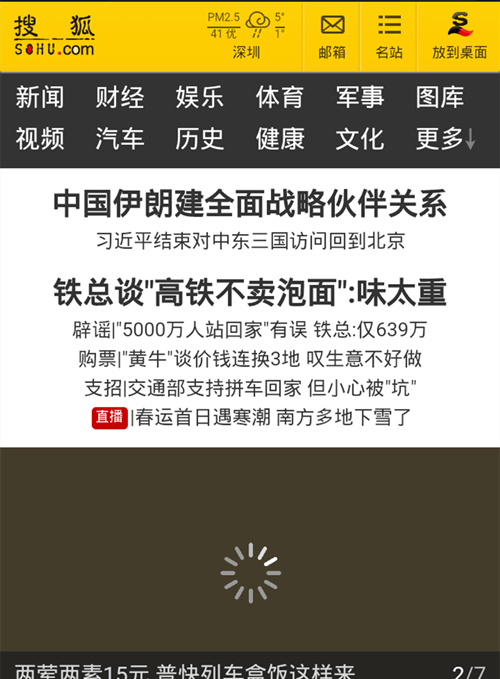 搜狐 PM2.5 5°
SOHU.com 41 优 1°
深圳 邮箱 名站 放到桌面
新闻 财经 娱乐 体育 军事 图库
视频 汽车 历史 健康 文化 更多↓
中国伊朗建全面战略伙伴关系
习近平结束对中东三国访问回到北京
铁总谈"高铁不卖泡面":味太重
辟谣|"5000万人站回家"有误 铁总:仅639万
购票|"黄牛"谈价钱连换3地 叹生意不好做
支招|交通部支持拼车回家 但小心被"坑"
直播|春运首日遇寒潮 南方多地下雪了
两荤两素15元 普快列车盒饭这样来 2/7